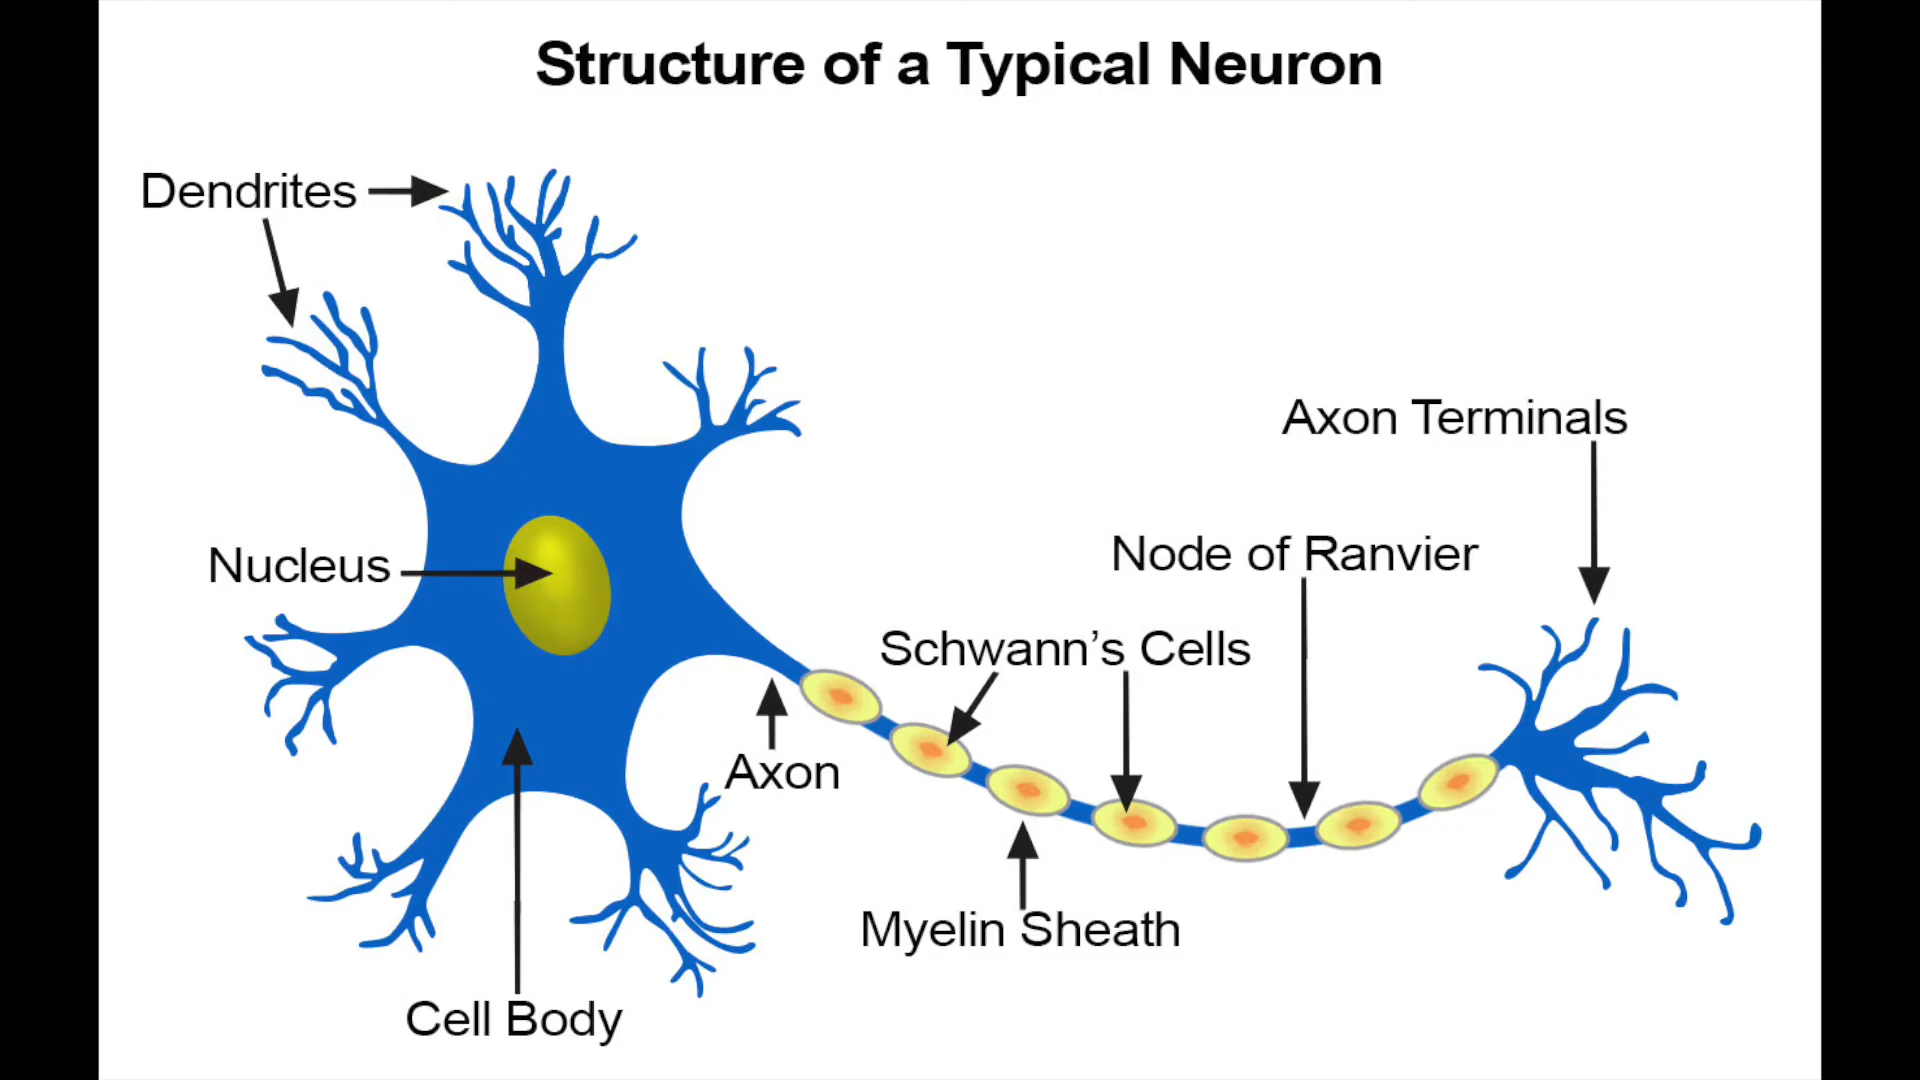 Structure of a Typical Neuron
Dendrites
Axon Terminals
Node of Ranvier
Nucleus
Schwann’s Cells
Axon
Myelin Sheath
Cell Body